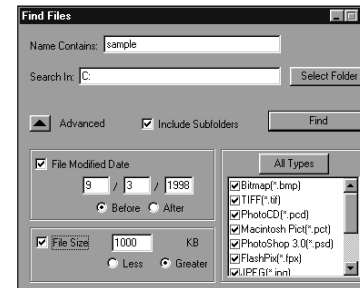 Find Files
Name Contains: sample
Search In: C:
Select Folder
Advanced
Include Subfolders
Find
File Modified Date
9 / 3 / 1998
Before After
File Size 1000 KB
Less Greater
All Types
Bitmap(*.bmp)
TIFF(*.tif)
PhotoCD(*.pcd)
Macintosh Pict(*.pct)
PhotoShop 3.0(*.psd)
FlashPix(*.fpx)
JPEG(*.jpg)